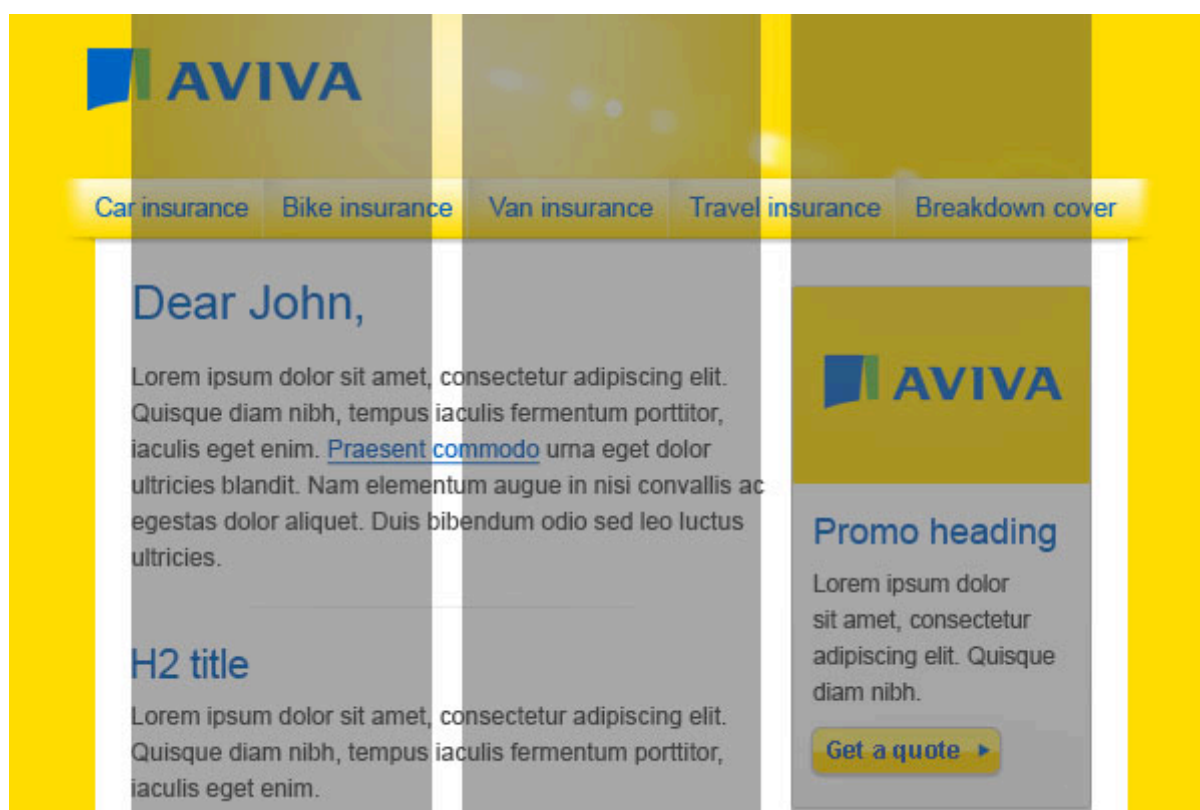 AVIVA
Car insurance Bike insurance Van insurance Travel insurance Breakdown cover
Dear John,
Lorem ipsum dolor sit amet, consectetur adipiscing elit.
Quisque diam nibh, tempus iaculis fermentum porttitor,
iaculis eget enim. Praesent commodo urna eget dolor
ultricies blandit. Nam elementum augue in nisi convallis ac
egestas dolor aliquet. Duis bibendum odio sed leo luctus
ultricies.
H2 title
Lorem ipsum dolor sit amet, consectetur adipiscing elit.
Quisque diam nibh, tempus iaculis fermentum porttitor,
iaculis eget enim.
AVIVA
Promo heading
Lorem ipsum dolor
sit amet, consectetur
adipiscing elit. Quisque
diam nibh.
Get a quote